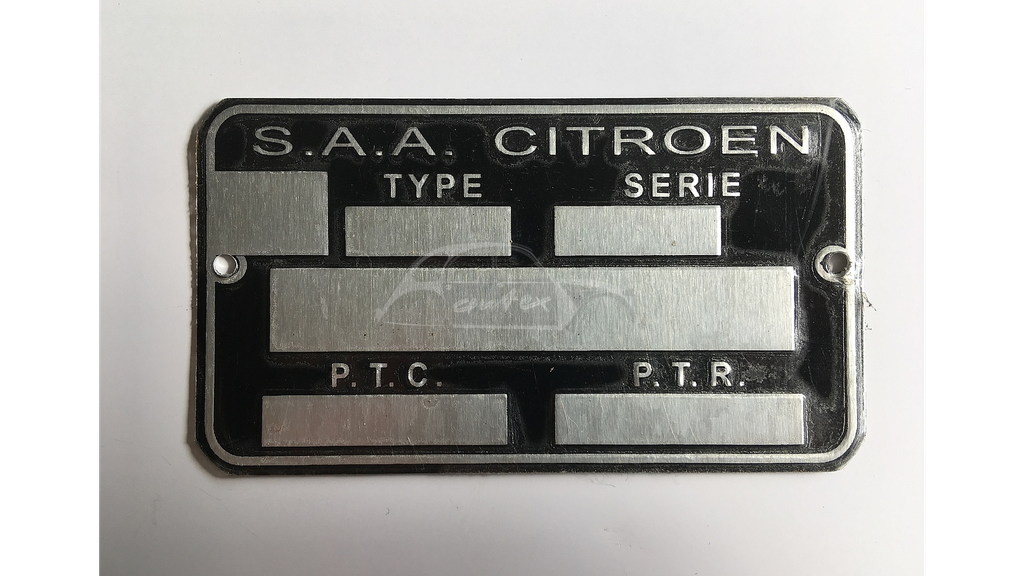 S.A.A. CITROEN
TYPE SERIE
P.T.C. P.T.R.